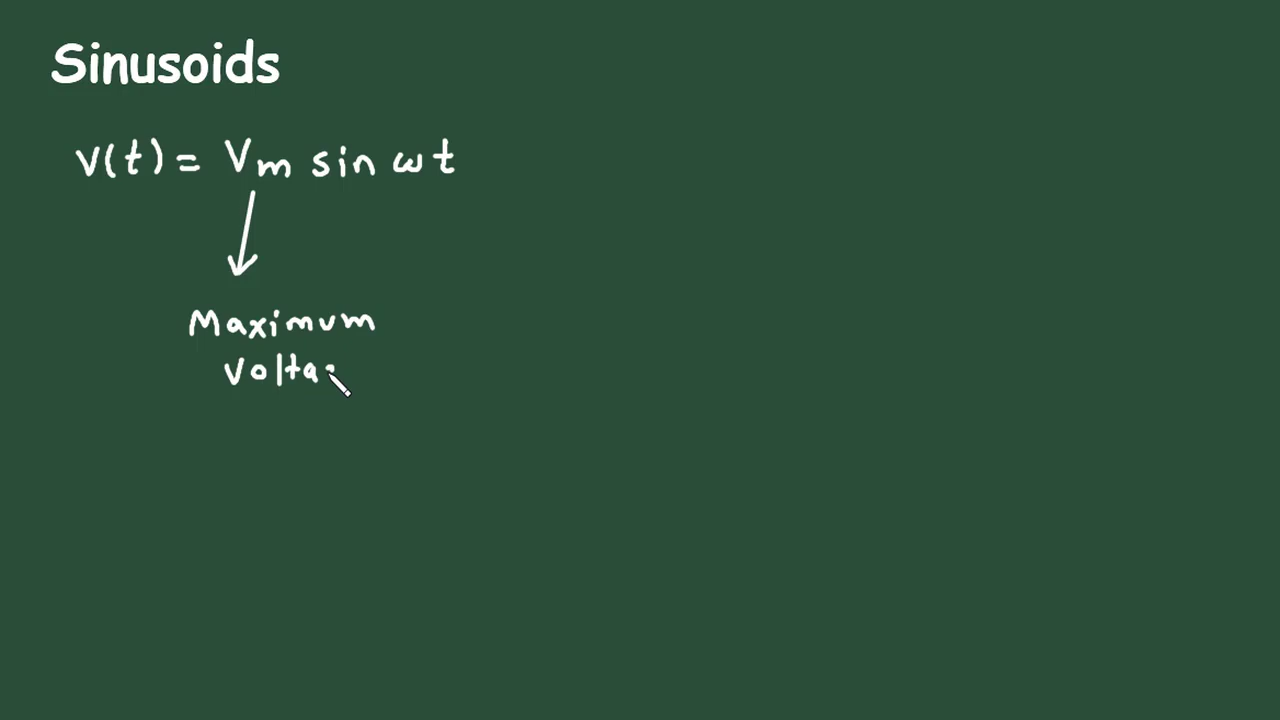 Sinusoids
v(t) = Vm sin ωt
Maximum
volta